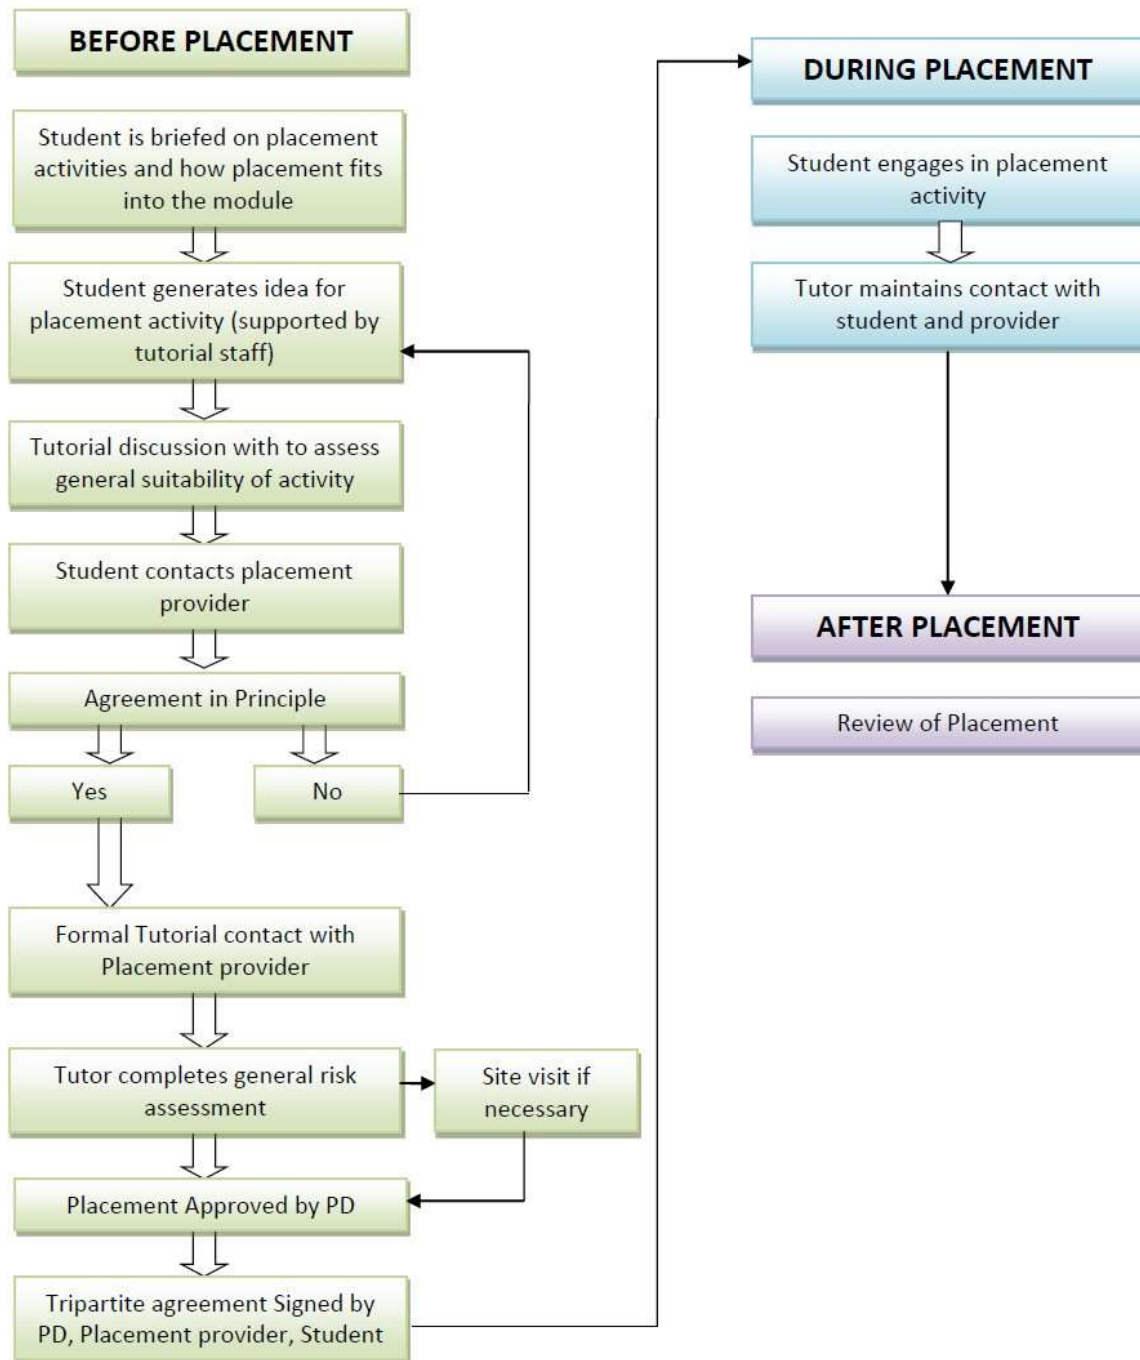 BEFORE PLACEMENT
Student is briefed on placement
activities and how placement fits
into the module
Student generates idea for
placement activity (supported by
tutorial staff)
Tutorial discussion with to assess
general suitability of activity
Student contacts placement
provider
Agreement in Principle
Yes
No
Formal Tutorial contact with
Placement provider
Tutor completes general risk
assessment
Site visit if
necessary
Placement Approved by PD
Tripartite agreement Signed by
PD, Placement provider, Student
DURING PLACEMENT
Student engages in placement
activity
Tutor maintains contact with
student and provider
AFTER PLACEMENT
Review of Placement